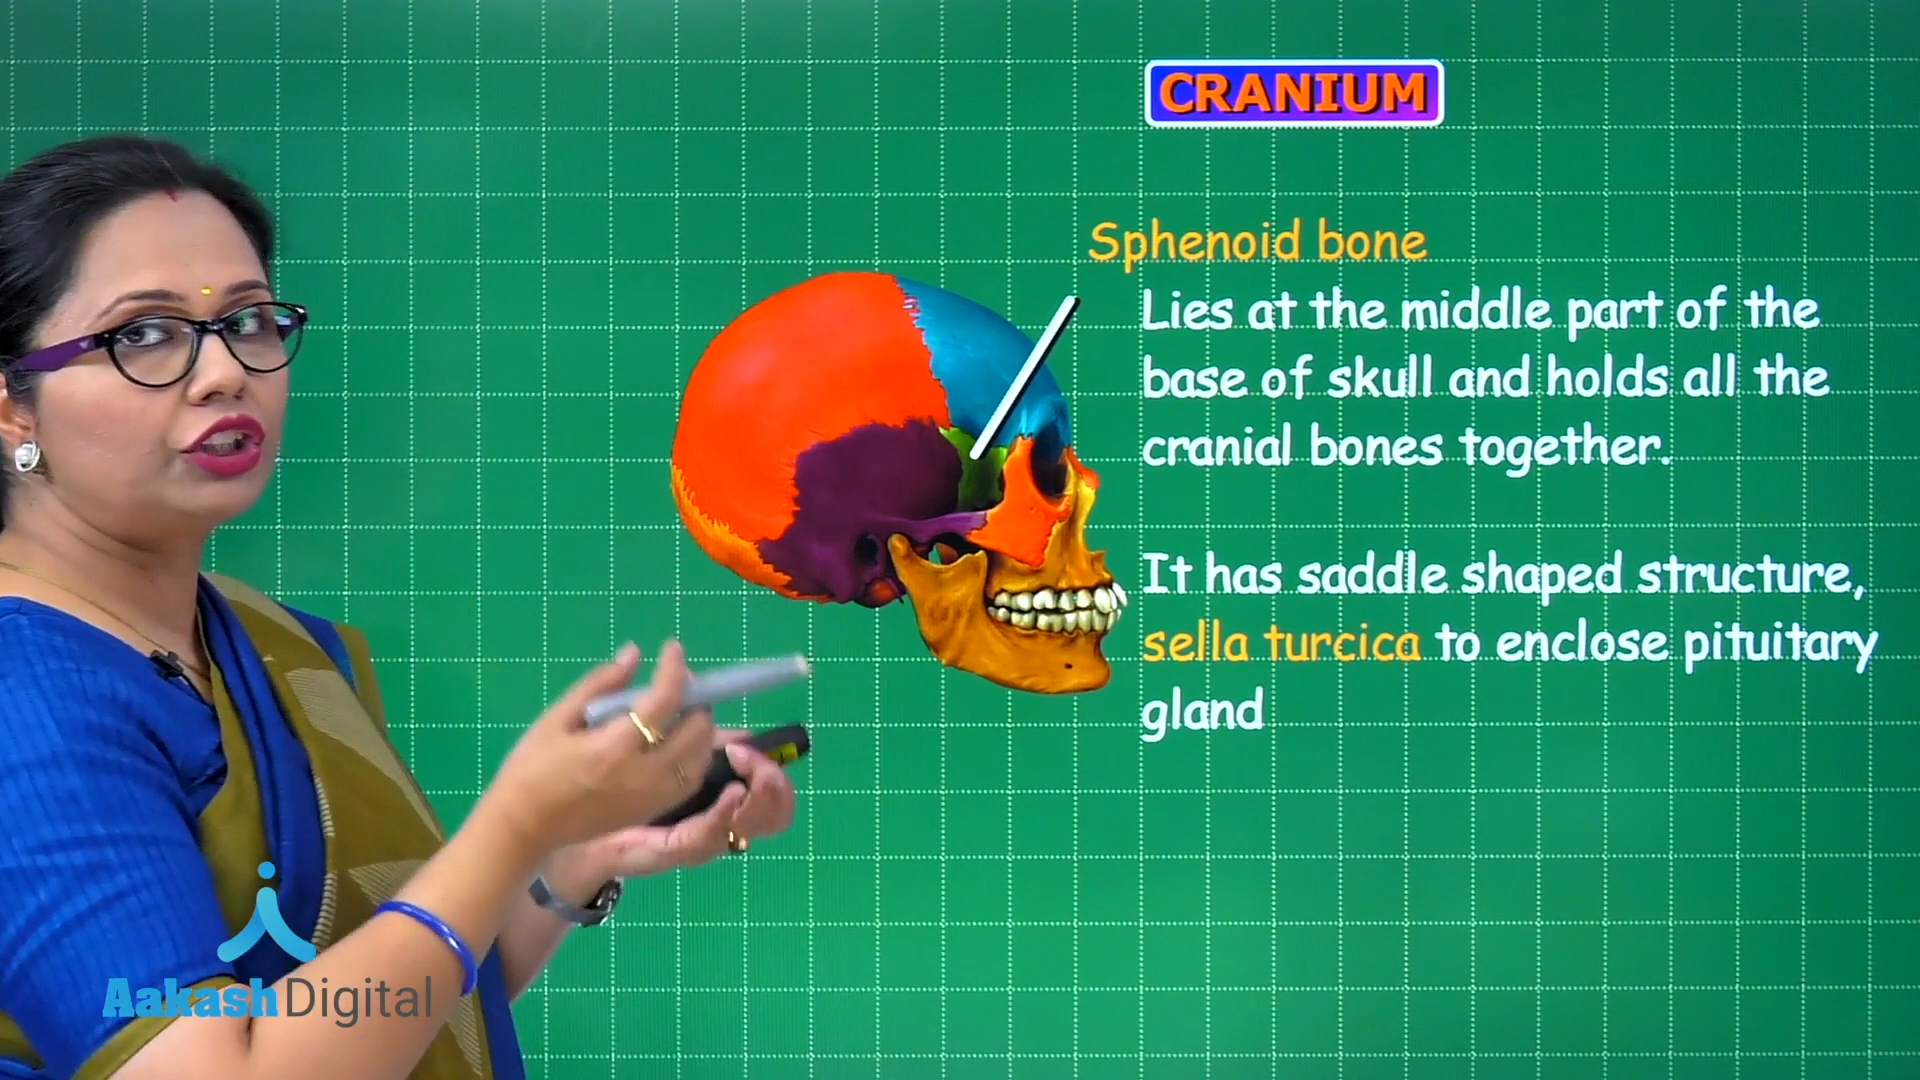 CRANIUM
Sphenoid bone
Lies at the middle part of the
base of skull and holds all the
cranial bones together.
It has saddle shaped structure,
sella turcica to enclose pituitary
gland
Aakash Digital